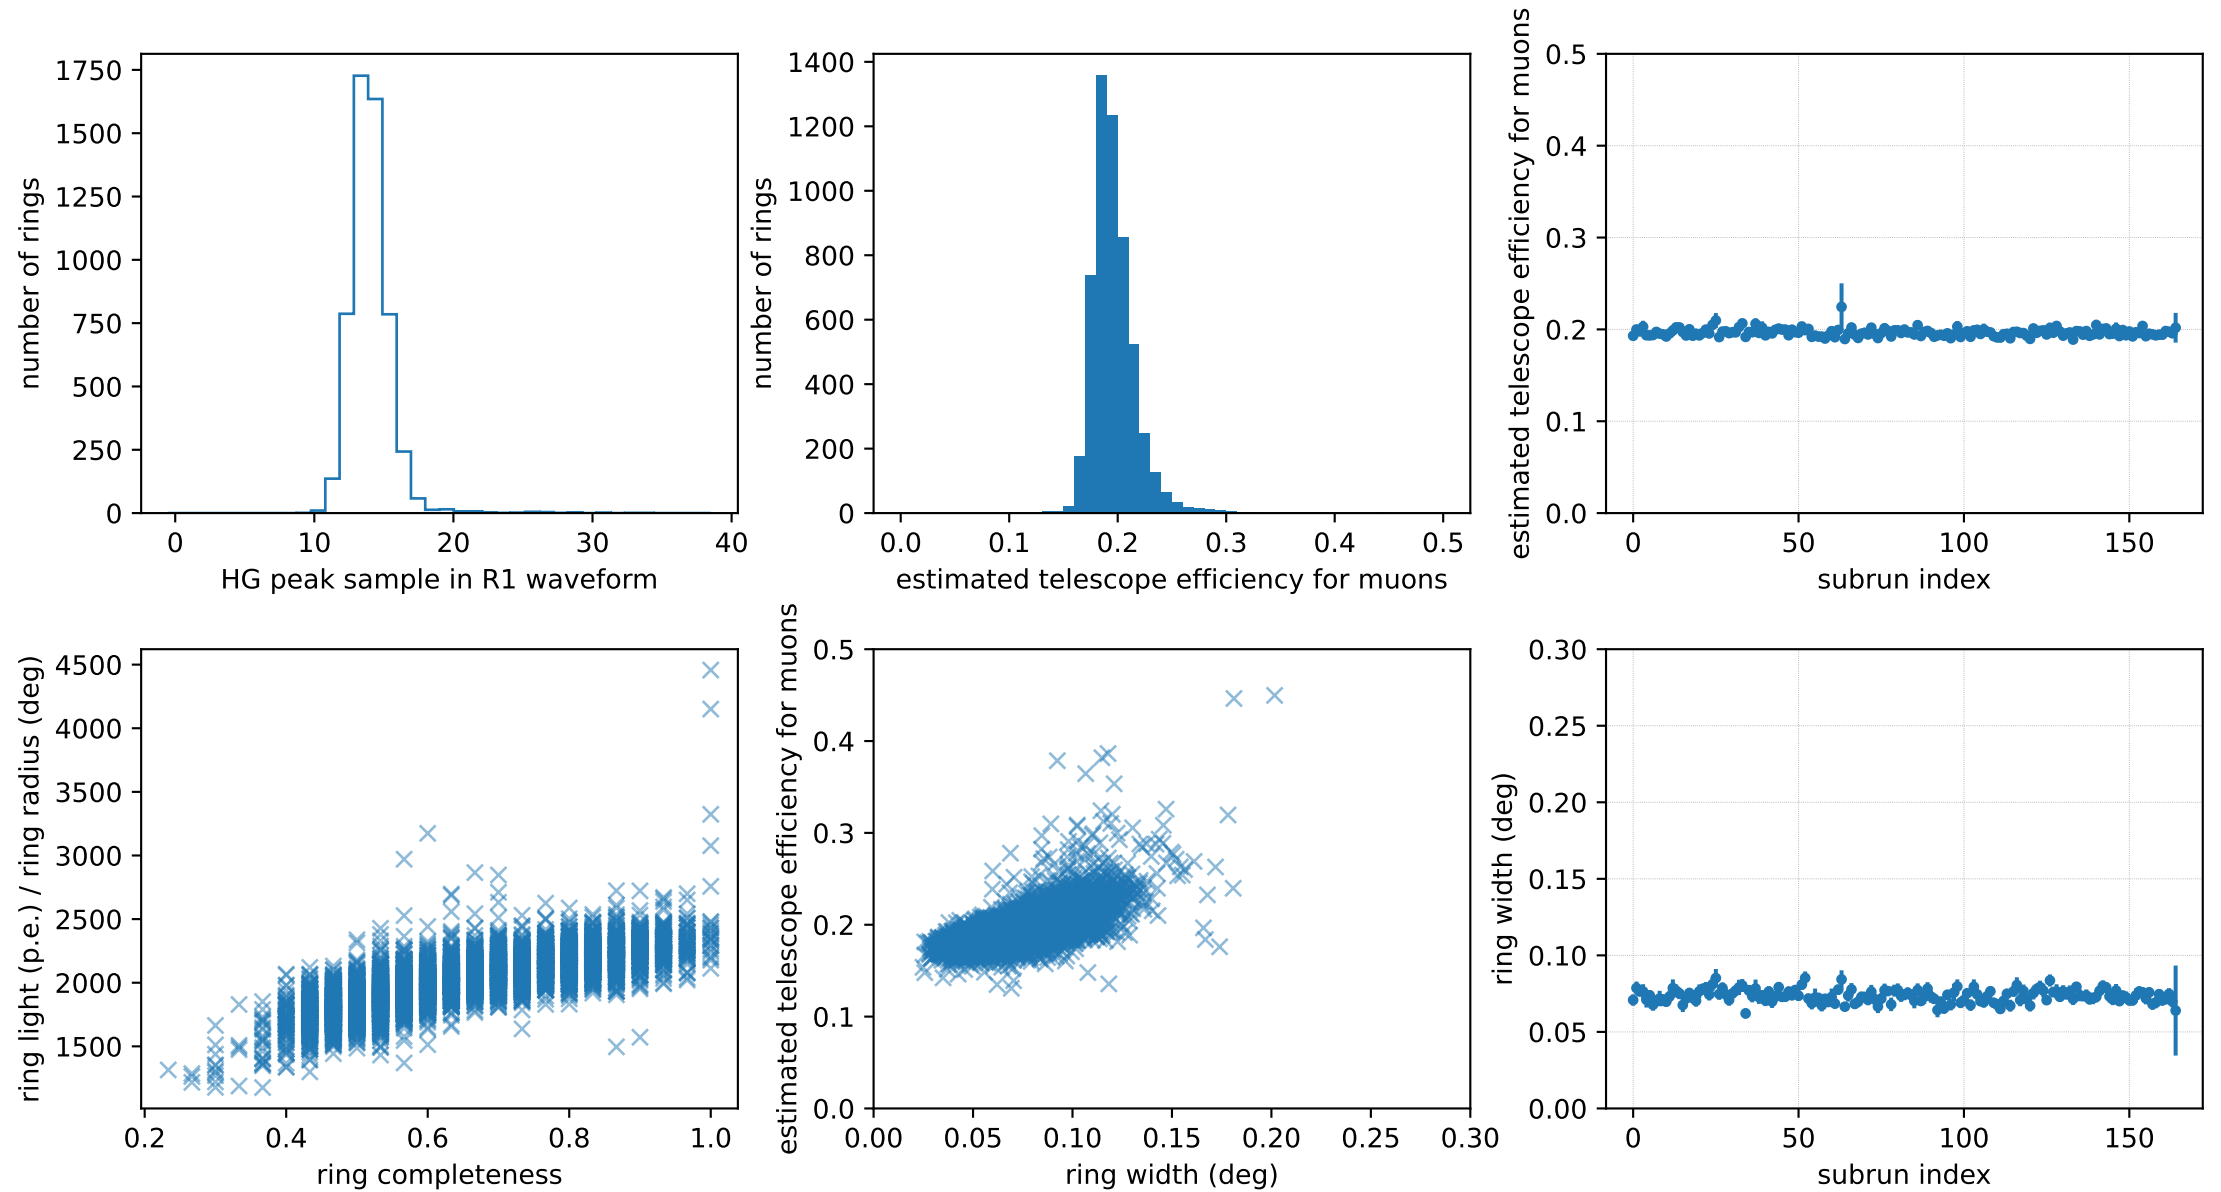 1750
1500
1250
1000
750
500
250
0
number of rings
0 10 20 30 40
HG peak sample in R1 waveform
1400
1200
1000
800
600
400
200
0
number of rings
0.0 0.1 0.2 0.3 0.4 0.5
estimated telescope efficiency for muons
0.5
0.4
0.3
0.2
0.1
0.0
estimated telescope efficiency for muons
0 50 100 150
subrun index
4500
4000
3500
3000
2500
2000
1500
ring light (p.e.) / ring radius (deg)
0.2 0.4 0.6 0.8 1.0
ring completeness
0.5
0.4
0.3
0.2
0.1
0.0
estimated telescope efficiency for muons
0.00 0.05 0.10 0.15 0.20 0.25 0.30
ring width (deg)
0.30
0.25
0.20
0.15
0.10
0.05
0.00
ring width (deg)
0 50 100 150
subrun index